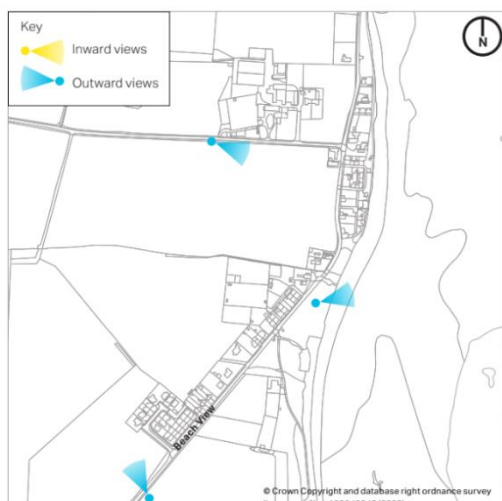 Key
Inward views
Outward views
N
Beach View
© Crown Copyright and database right ordnance survey